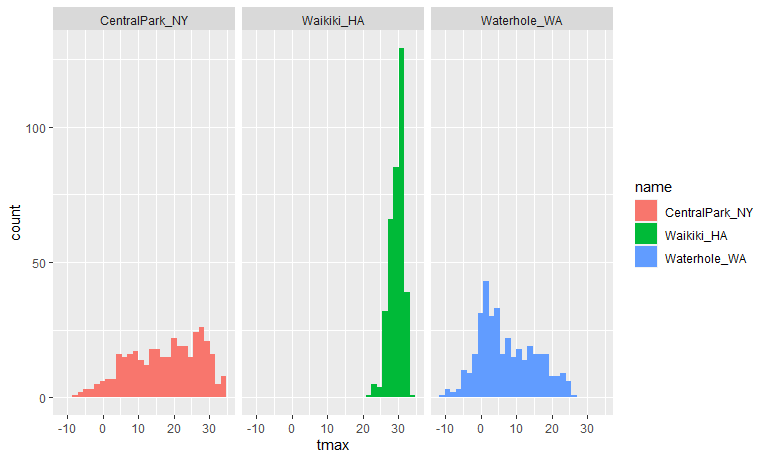 CentralPark_NY Waikiki_HA Waterhole_WA
100
50
0
count
-10 0 10 20 30 -10 0 10 20 30 -10 0 10 20 30
tmax
name
CentralPark_NY
Waikiki_HA
Waterhole_WA